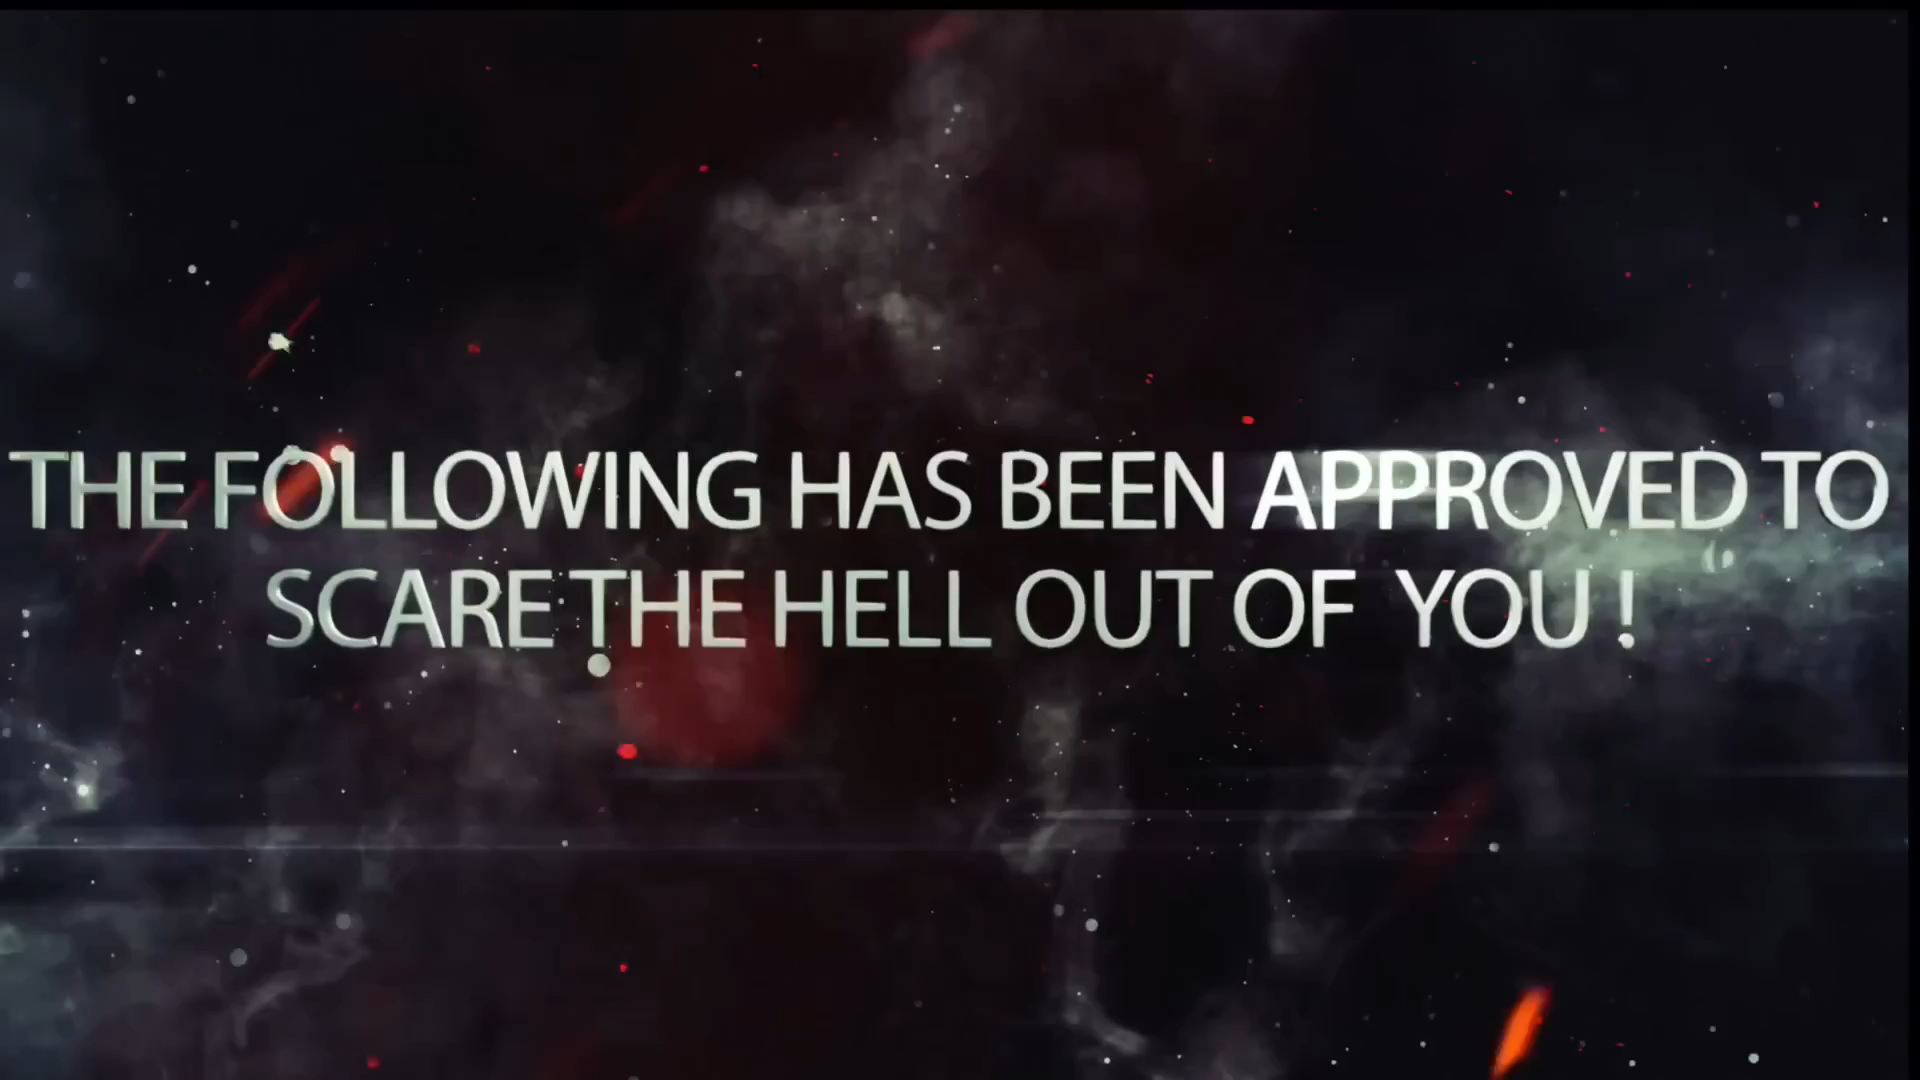 THE FOLLOWING HAS BEEN APPROVED TO
SCARE THE HELL OUT OF YOU !